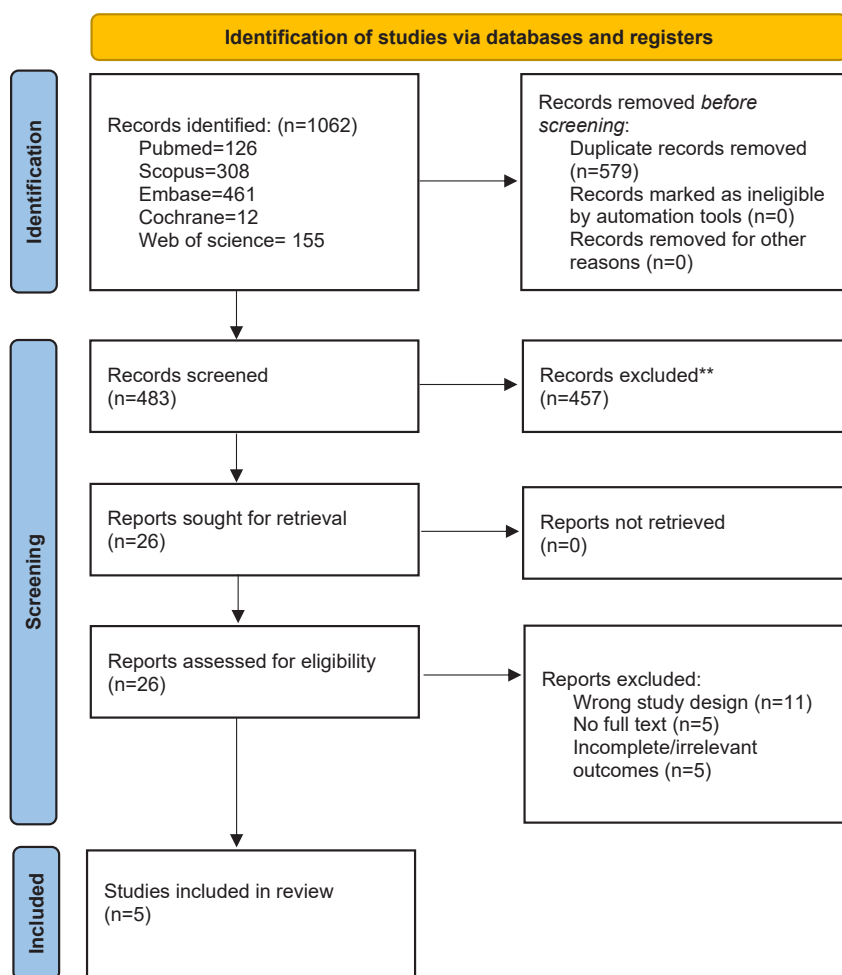 Identification of studies via databases and registers
Identification
Records identified: (n=1062)
Pubmed=126
Scopus=308
Embase=461
Cochrane=12
Web of science= 155
Records removed before
screening:
Duplicate records removed
(n=579)
Records marked as ineligible
by automation tools (n=0)
Records removed for other
reasons (n=0)
Screening
Records screened
(n=483)
Records excluded**
(n=457)
Reports sought for retrieval
(n=26)
Reports not retrieved
(n=0)
Reports assessed for eligibility
(n=26)
Reports excluded:
Wrong study design (n=11)
No full text (n=5)
Incomplete/irrelevant
outcomes (n=5)
Included
Studies included in review
(n=5)